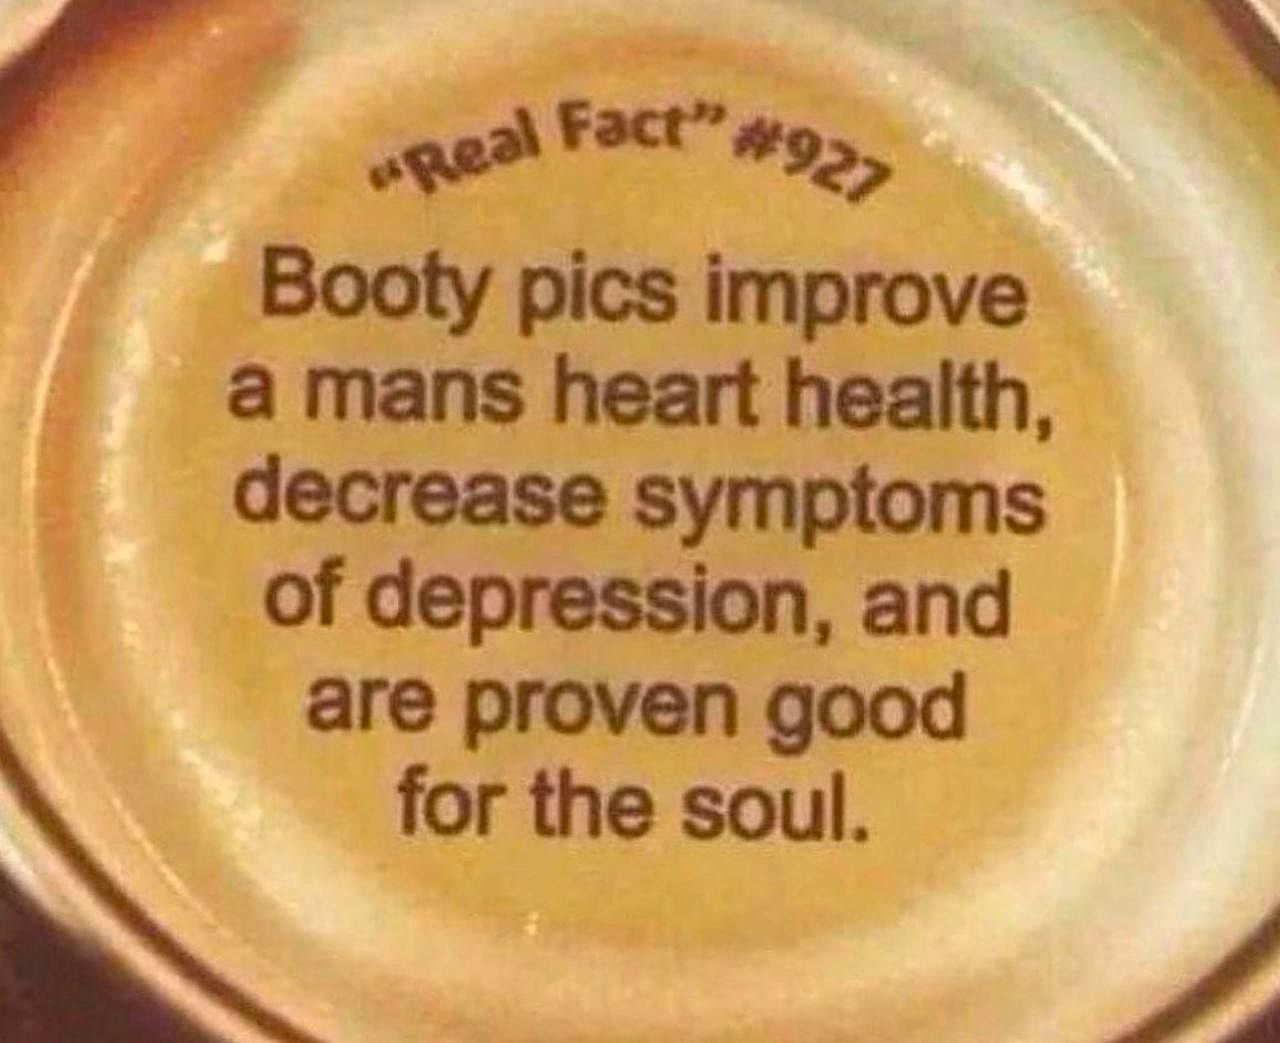 "Real Fact" #927
Booty pics improve
a mans heart health,
decrease symptoms
of depression, and
are proven good
for the soul.